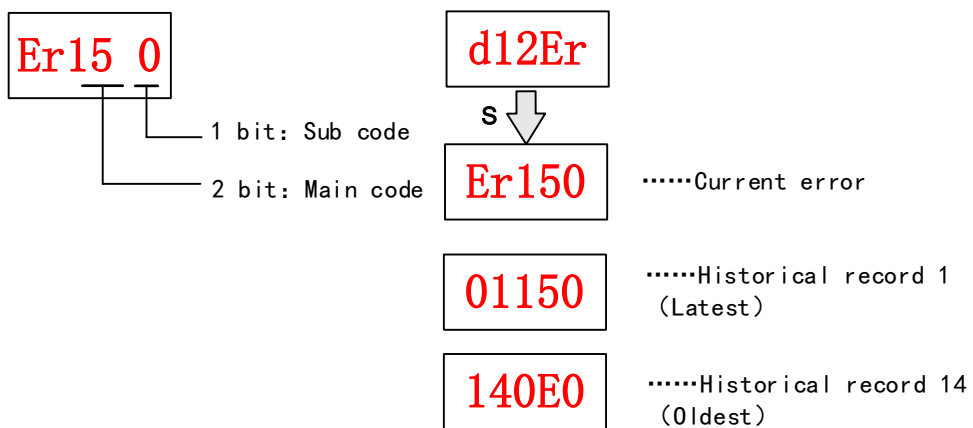 Er15 0
1 bit: Sub code
2 bit: Main code
d12Er
S
Er150
……Current error
01150
……Historical record 1
（Latest）
140E0
……Historical record 14
（Oldest）